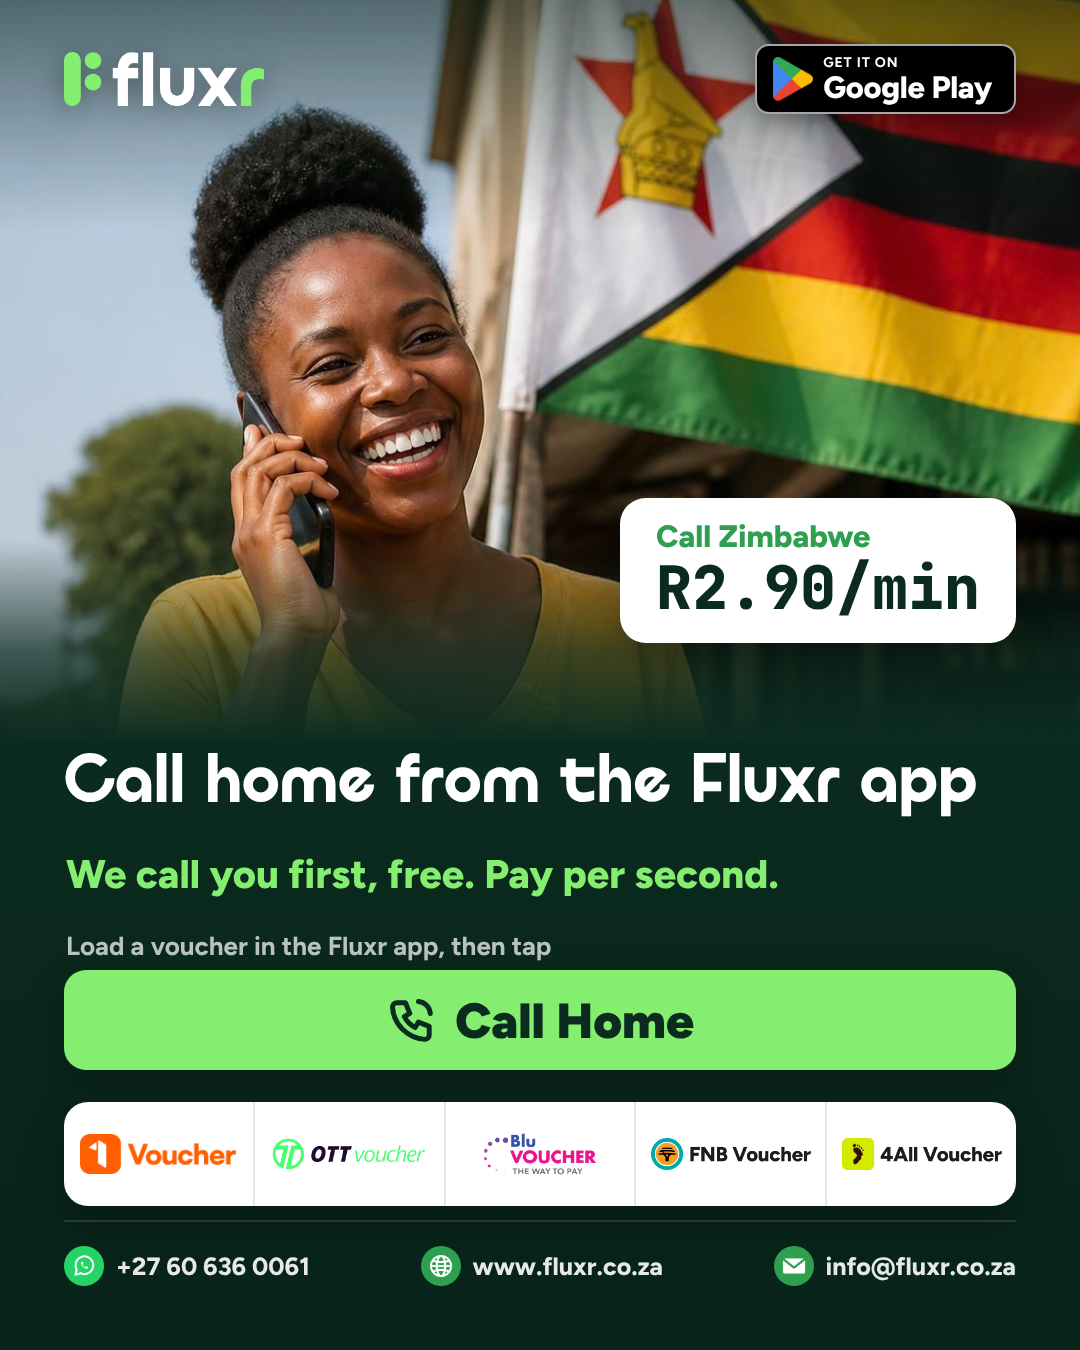 fluxr
GET IT ON
Google Play
Call Zimbabwe
R2.90/min
Call home from the Fluxr app
We call you first, free. Pay per second.
Load a voucher in the Fluxr app, then tap
Call Home
1 Voucher
OTT voucher
Blu
VOUCHER
THE WAY TO PAY
FNB Voucher
4All Voucher
+27 60 636 0061
www.fluxr.co.za
info@fluxr.co.za